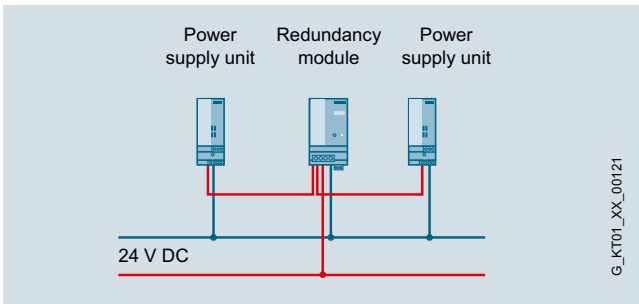 Power
supply unit
Redundancy
module
Power
supply unit
24 V DC
G_KT01_XX_00121